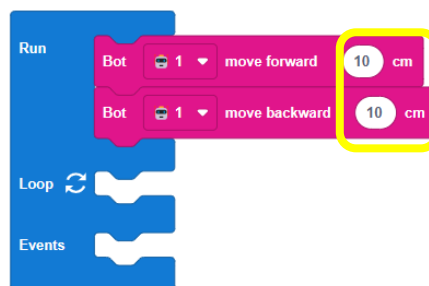 Run
Bot 1 move forward 10 cm
Bot 1 move backward 10 cm
Loop
Events